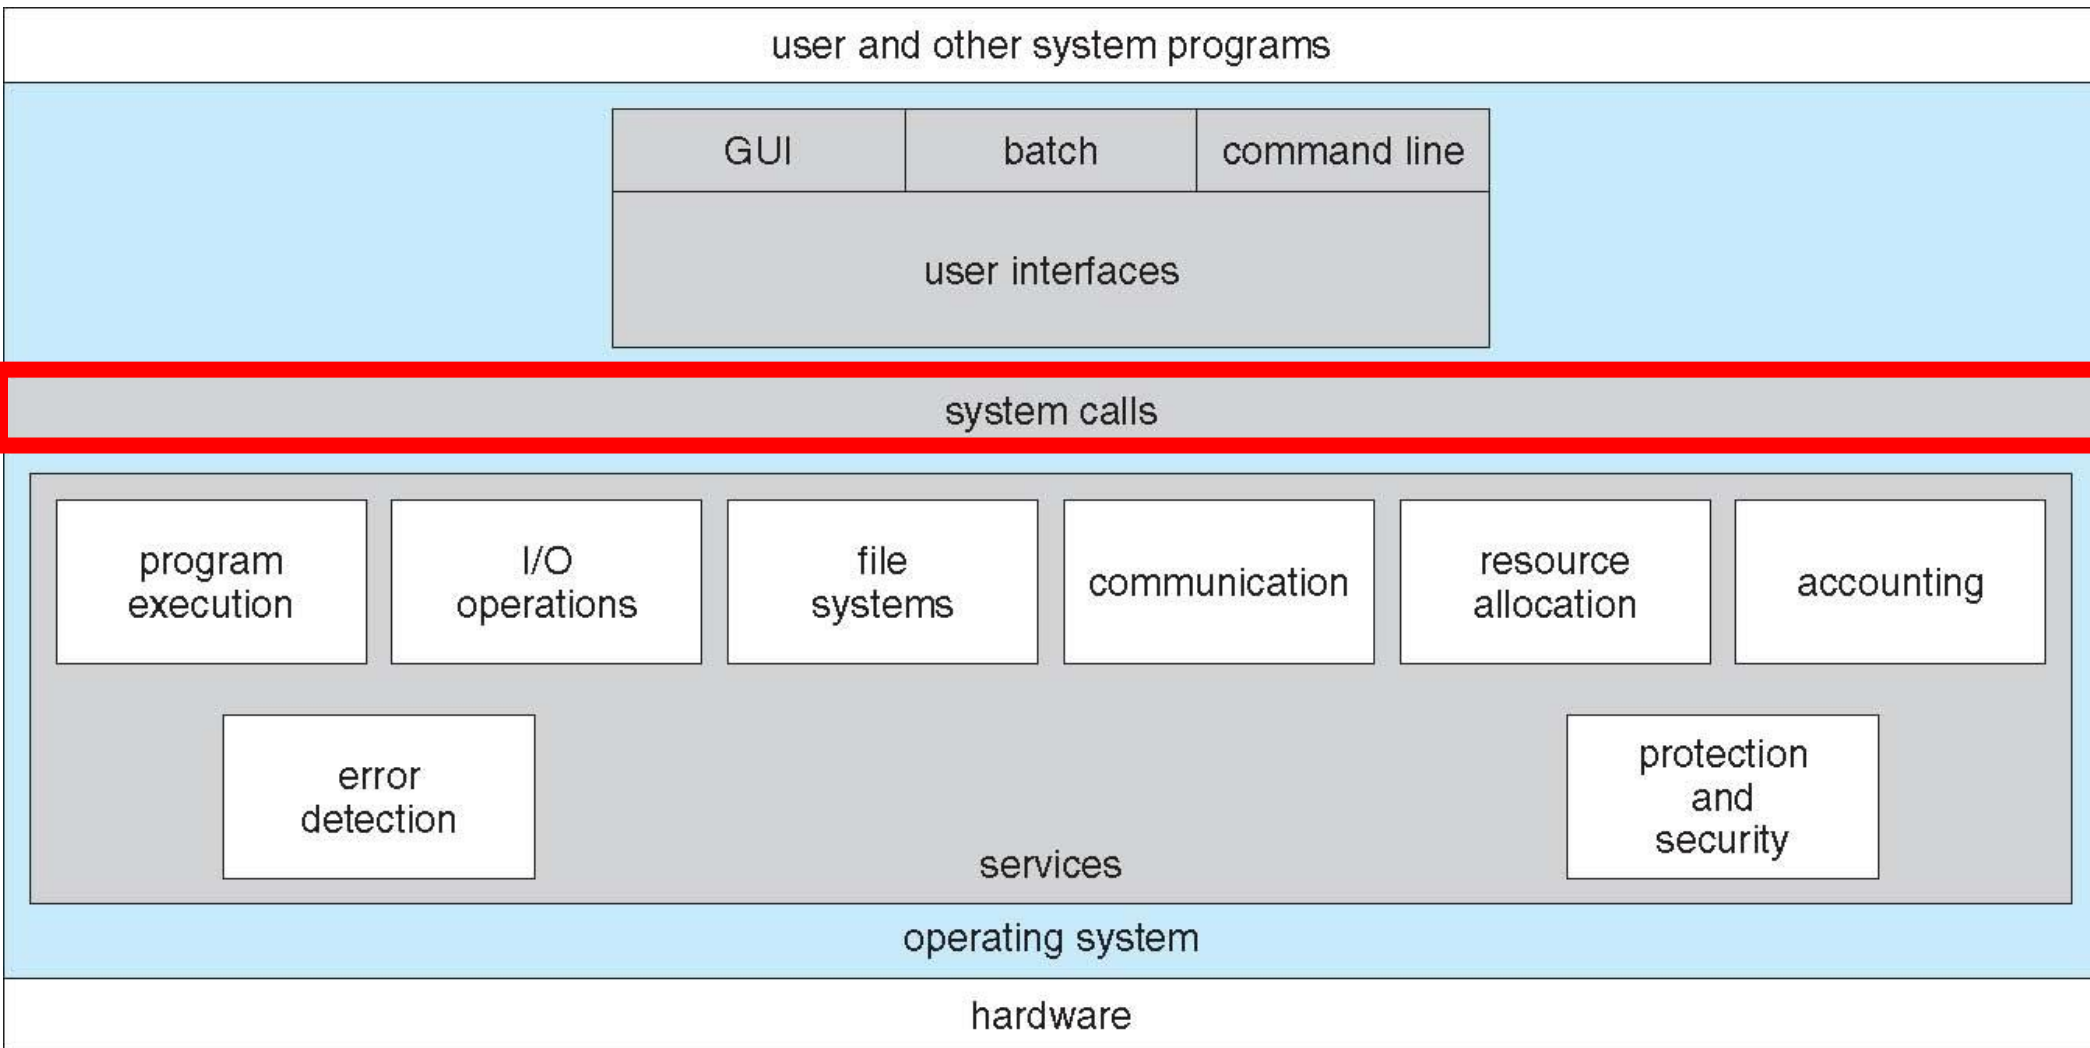 user and other system programs
GUI
batch
command line
user interfaces
system calls
program
execution
I/O
operations
file
systems
communication
resource
allocation
accounting
error
detection
protection
and
security
services
operating system
hardware